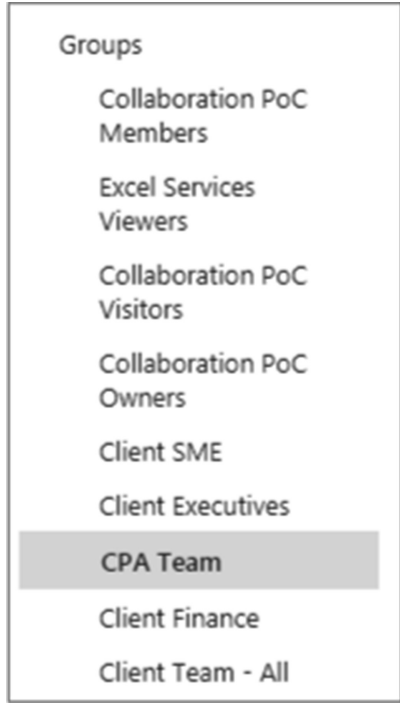 Groups
Collaboration PoC
Members
Excel Services
Viewers
Collaboration PoC
Visitors
Collaboration PoC
Owners
Client SME
Client Executives
CPA Team
Client Finance
Client Team - All